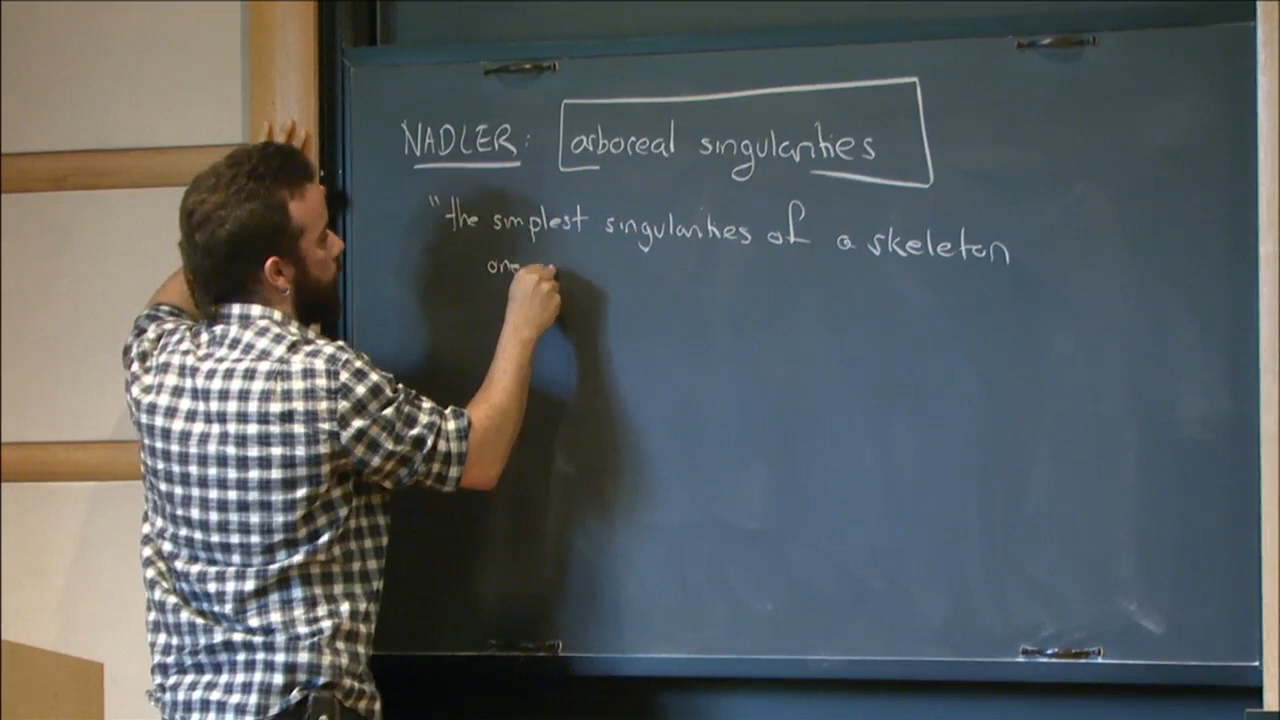 NADLER: arboreal singularities
"the simplest singularities of a skeleton
one